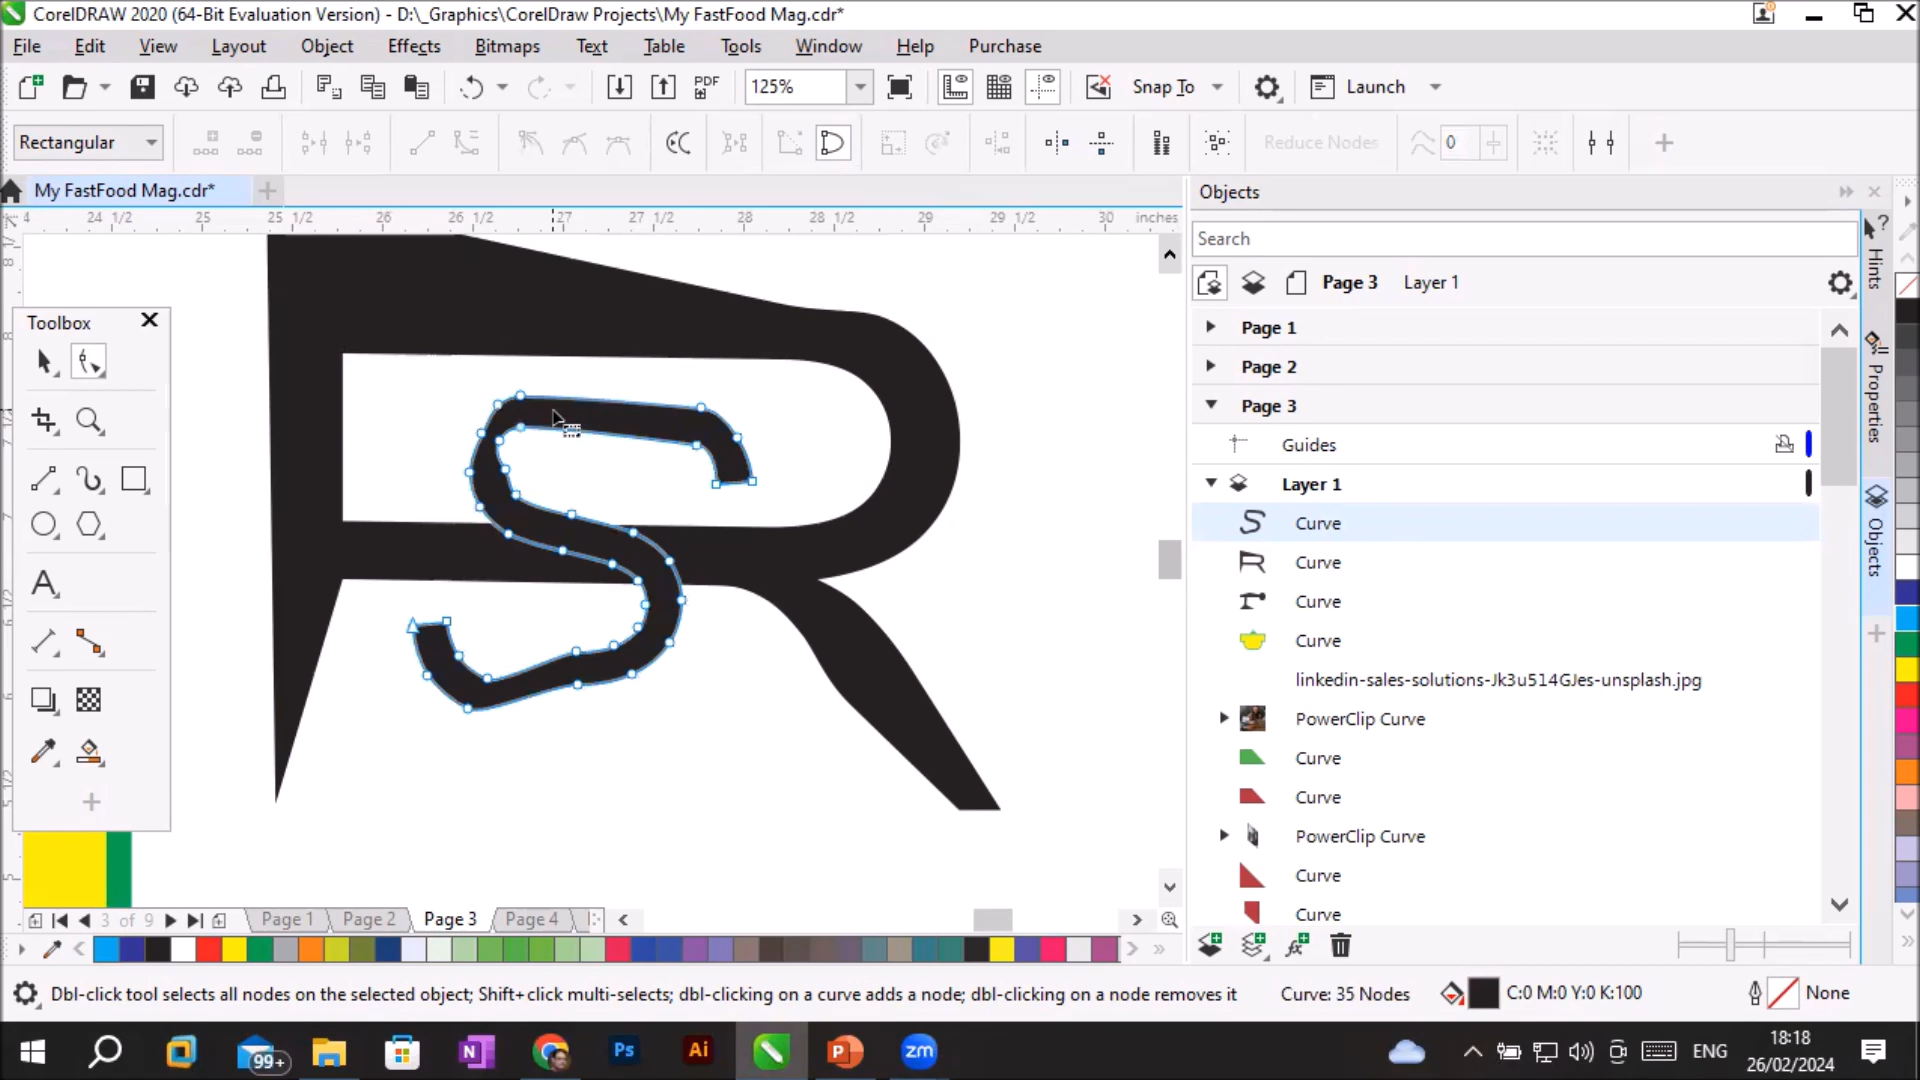 CorelDRAW 2020 (64-Bit Evaluation Version) - D:\_Graphics\CorelDraw Projects\My FastFood Mag.cdr*
File Edit View Layout Object Effects Bitmaps Text Table Tools Window Help Purchase
PDF 125% Snap To Launch
Rectangular Reduce Nodes 0
My FastFood Mag.cdr*
4 24 1/2 25 25 1/2 26 26 1/2 27 27 1/2 28 28 1/2 29 29 1/2 30 inches
Toolbox
Objects
Search
Page 3 Layer 1
Page 1
Page 2
Page 3
Guides
Layer 1
Curve
Curve
Curve
Curve
linkedin-sales-solutions-Jk3u514GJes-unsplash.jpg
PowerClip Curve
Curve
Curve
PowerClip Curve
Curve
Curve
Hints
Properties
Objects
R
S
3 of 9 Page 1 Page 2 Page 3 Page 4
Dbl-click tool selects all nodes on the selected object; Shift+click multi-selects; dbl-clicking on a curve adds a node; dbl-clicking on a node removes it Curve: 35 Nodes C:0 M:0 Y:0 K:100 None
99+ N Ps Ai P zm ENG
18:18
26/02/2024